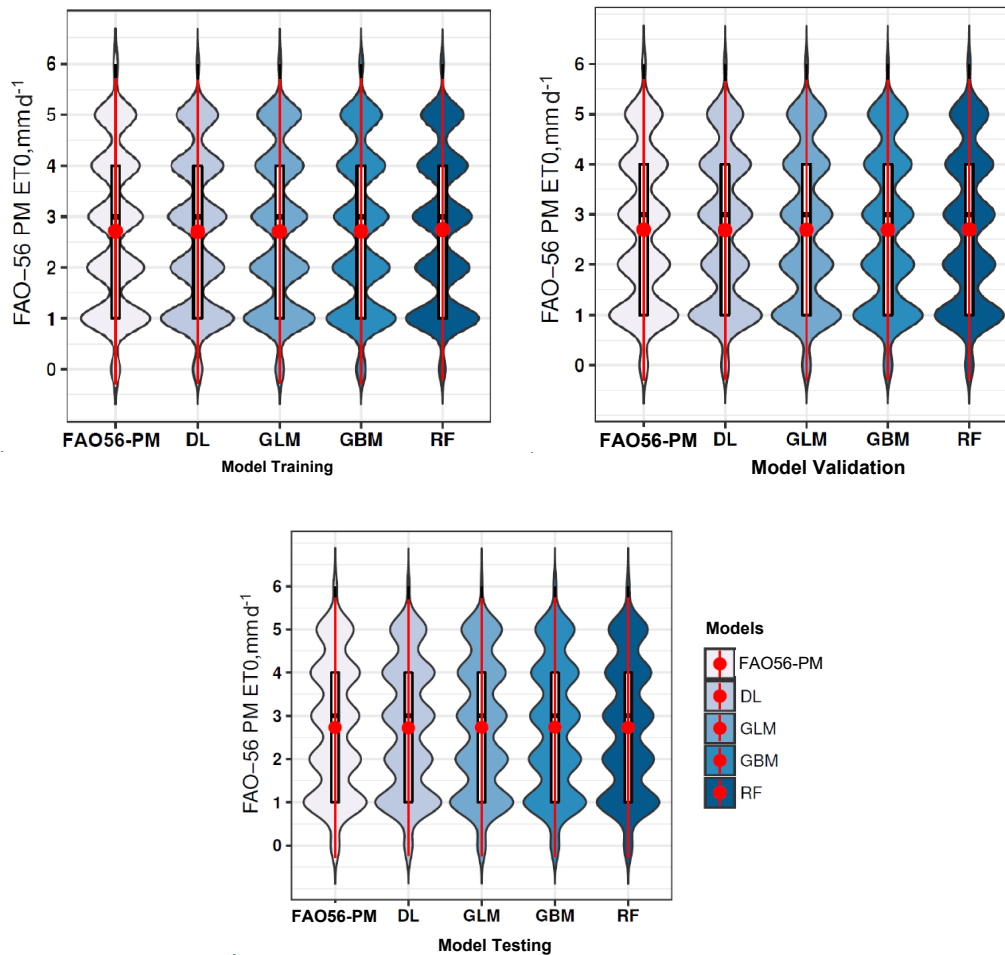 FAO−56 PM ET0,mm d-1
6
5
4
3
2
1
0
FAO56-PM DL GLM GBM RF
Model Training
FAO−56 PM ET0,mm d-1
6
5
4
3
2
1
0
FAO56-PM DL GLM GBM RF
Model Validation
FAO−56 PM ET0,mm d-1
6
5
4
3
2
1
0
FAO56-PM DL GLM GBM RF
Model Testing
Models
FAO56-PM
DL
GLM
GBM
RF